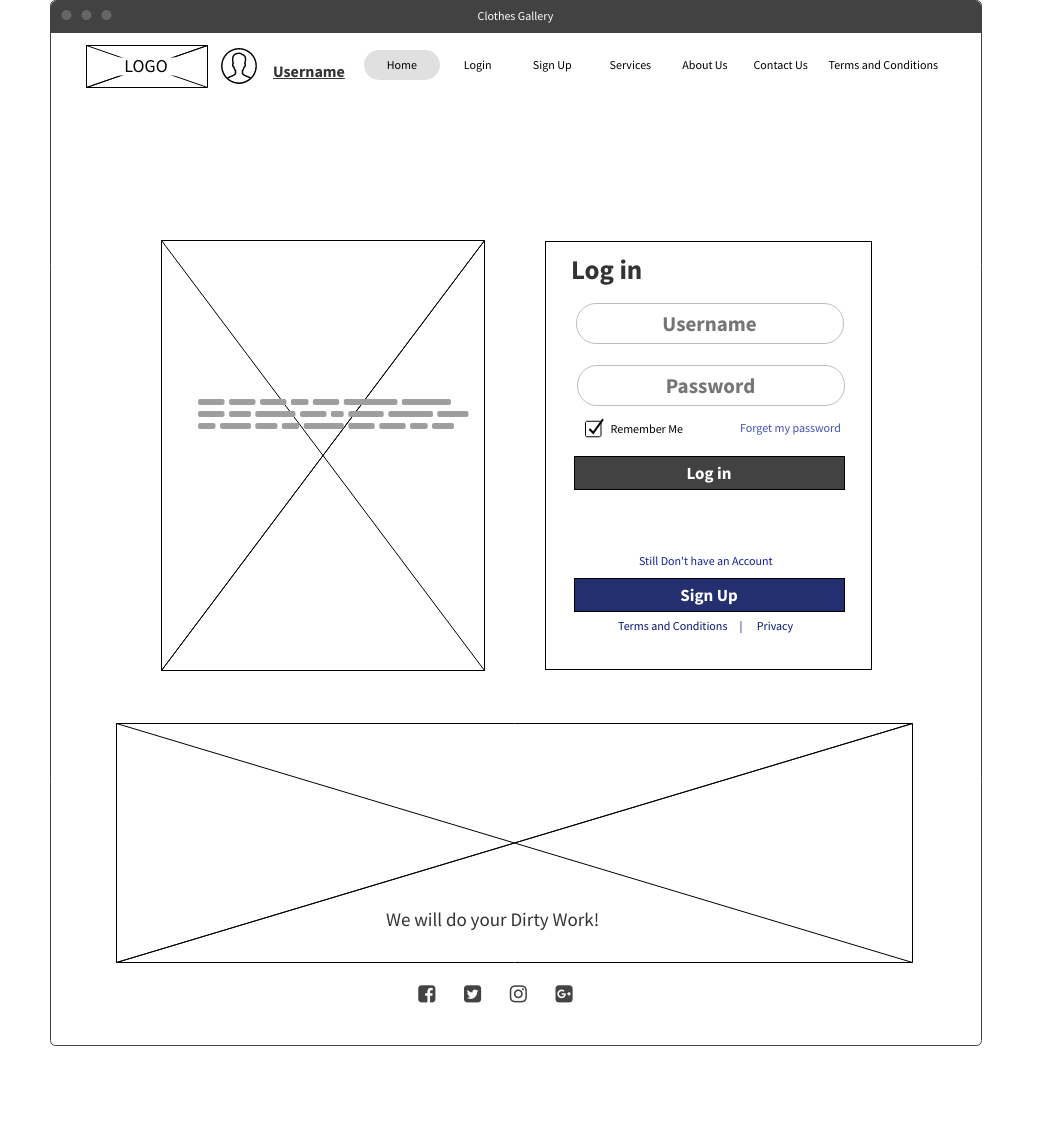 Clothes Gallery
LOGO
Username
Home
Login
Sign Up
Services
About Us
Contact Us
Terms and Conditions
Log in
Username
Password
Remember Me
Forget my password
Log in
Still Don't have an Account
Sign Up
Terms and Conditions | Privacy
We will do your Dirty Work!